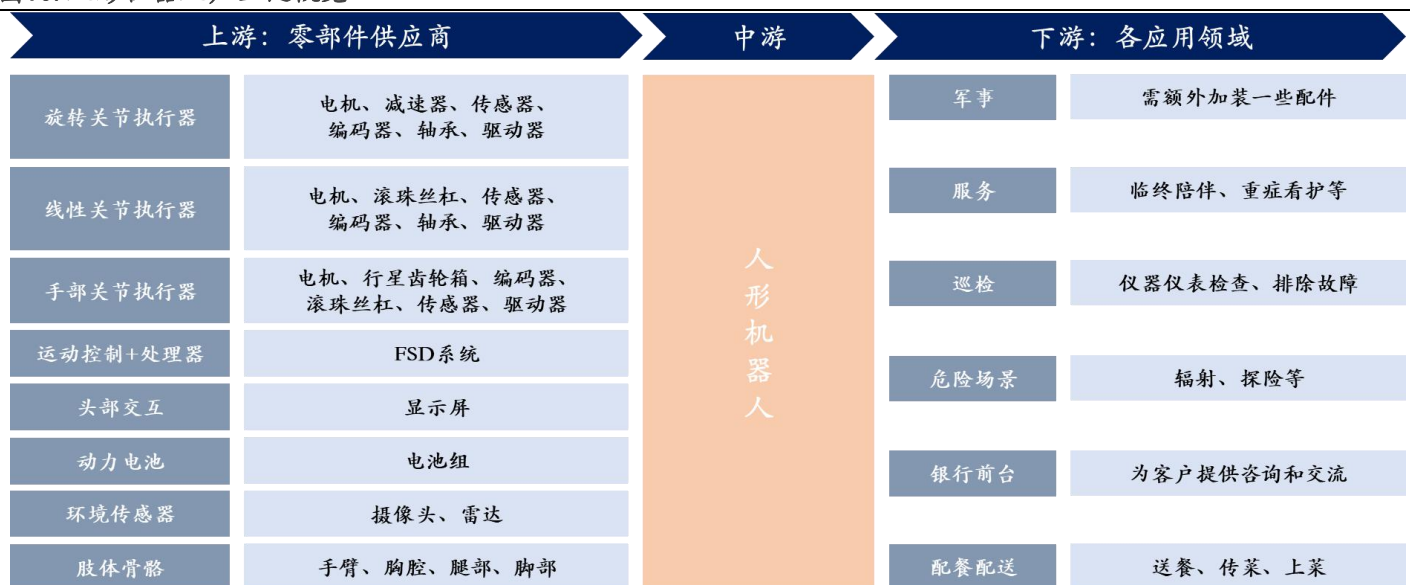 上游：零部件供应商
中游
下游：各应用领域
旋转关节执行器
电机、减速器、传感器、
编码器、轴承、驱动器
线性关节执行器
电机、滚珠丝杠、传感器、
编码器、轴承、驱动器
手部关节执行器
电机、行星齿轮箱、编码器、
滚珠丝杠、传感器、驱动器
运动控制+处理器
FSD系统
头部交互
显示屏
动力电池
电池组
环境传感器
摄像头、雷达
肢体骨骼
手臂、胸腔、腿部、脚部
人
形
机
器
人
军事
需额外加装一些配件
服务
临终陪伴、重症看护等
巡检
仪器仪表检查、排除故障
危险场景
辐射、探险等
银行前台
为客户提供咨询和交流
配餐配送
送餐、传菜、上菜